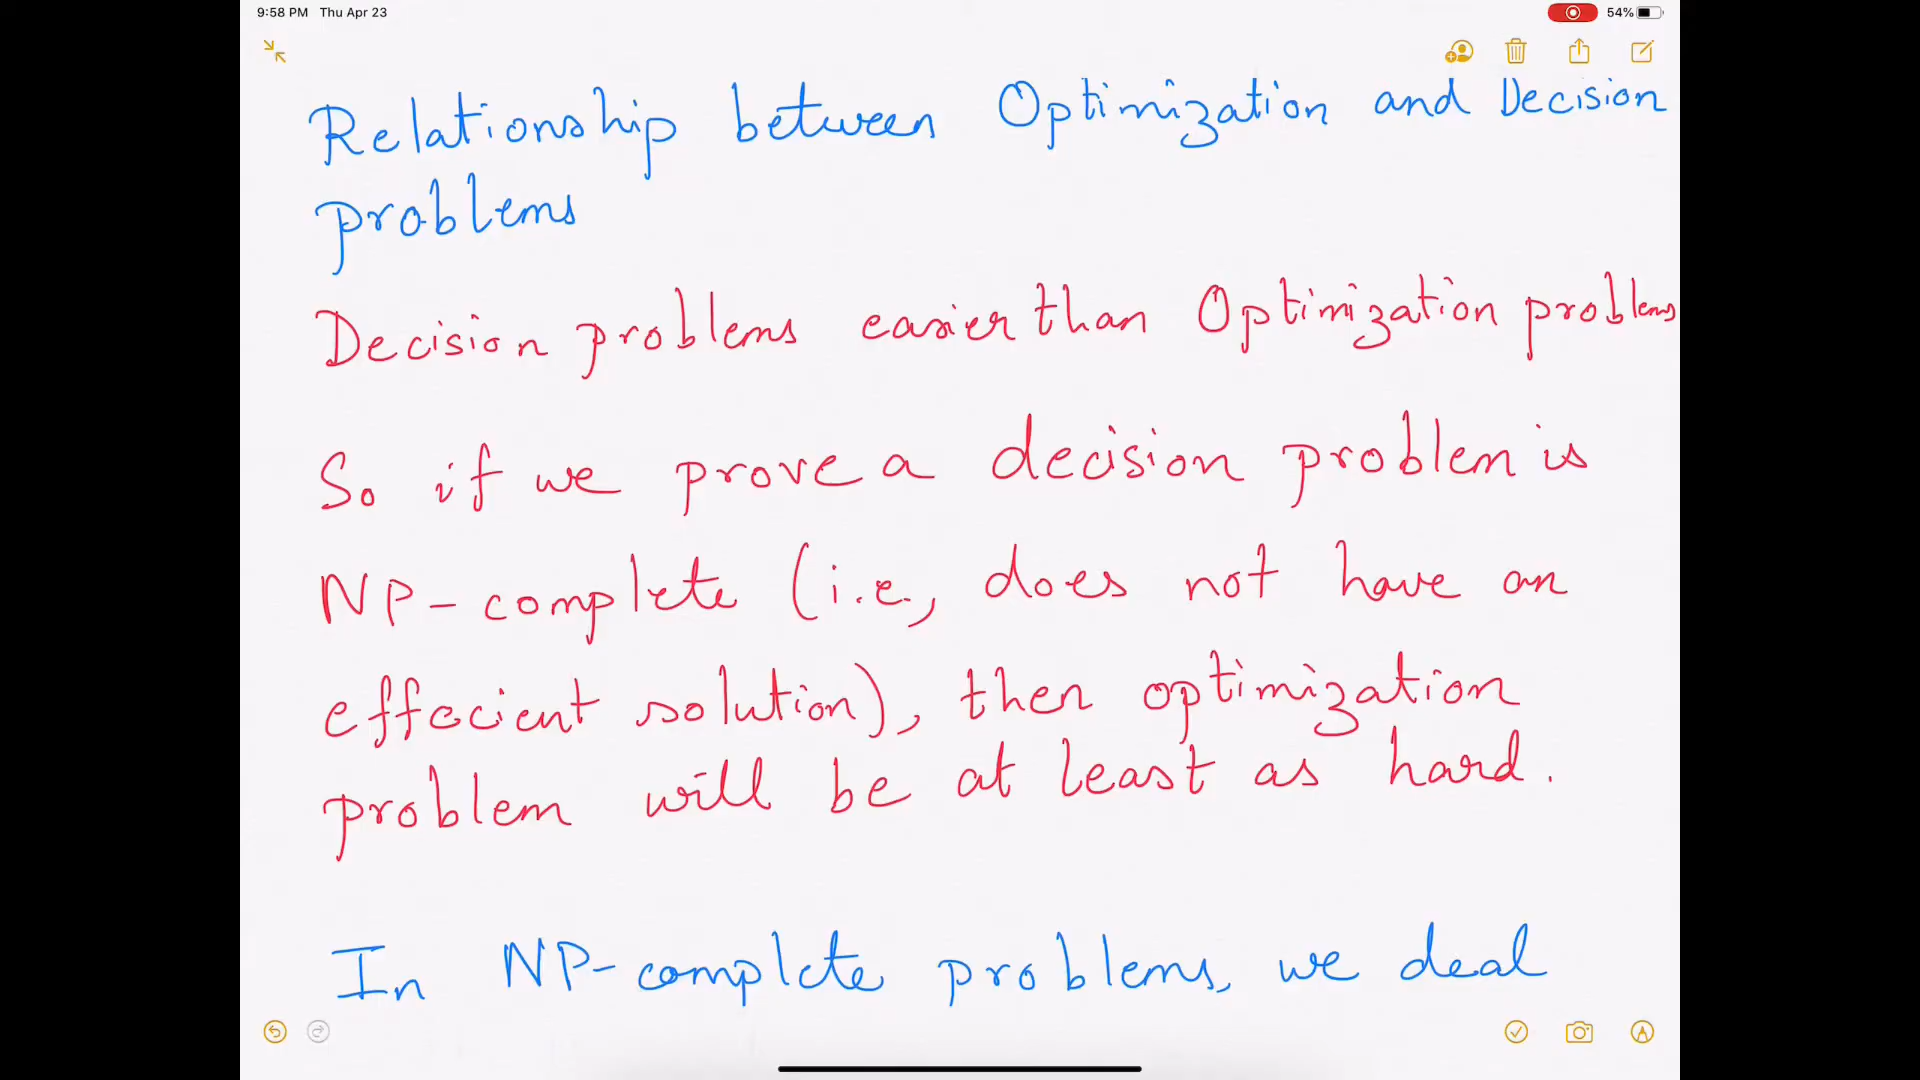 9:58 PM Thu Apr 23
54%
Relationship between Optimization and Decision
problems
Decision problems easier than Optimization problems
So if we prove a decision problem is
NP-complete (i.e., does not have an
effecient solution), then optimization
problem will be at least as hard.
In NP-complete problems, we deal